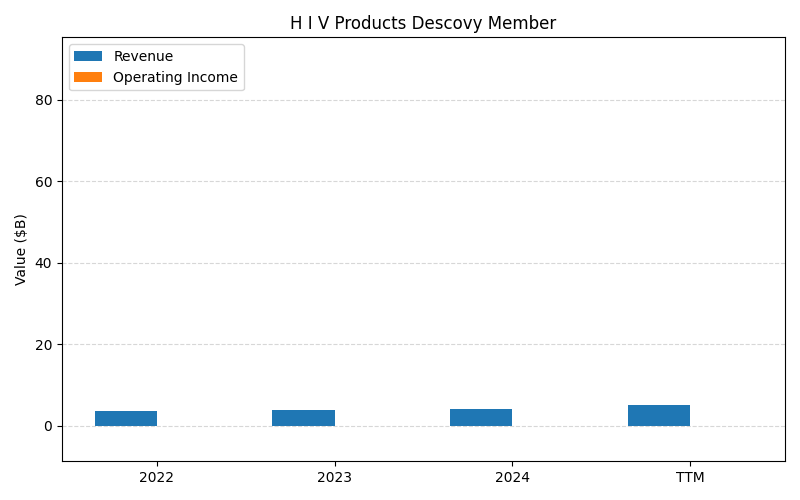 H I V Products Descovy Member
Revenue
Operating Income
Value ($B)
80
60
40
20
0
2022 2023 2024 TTM